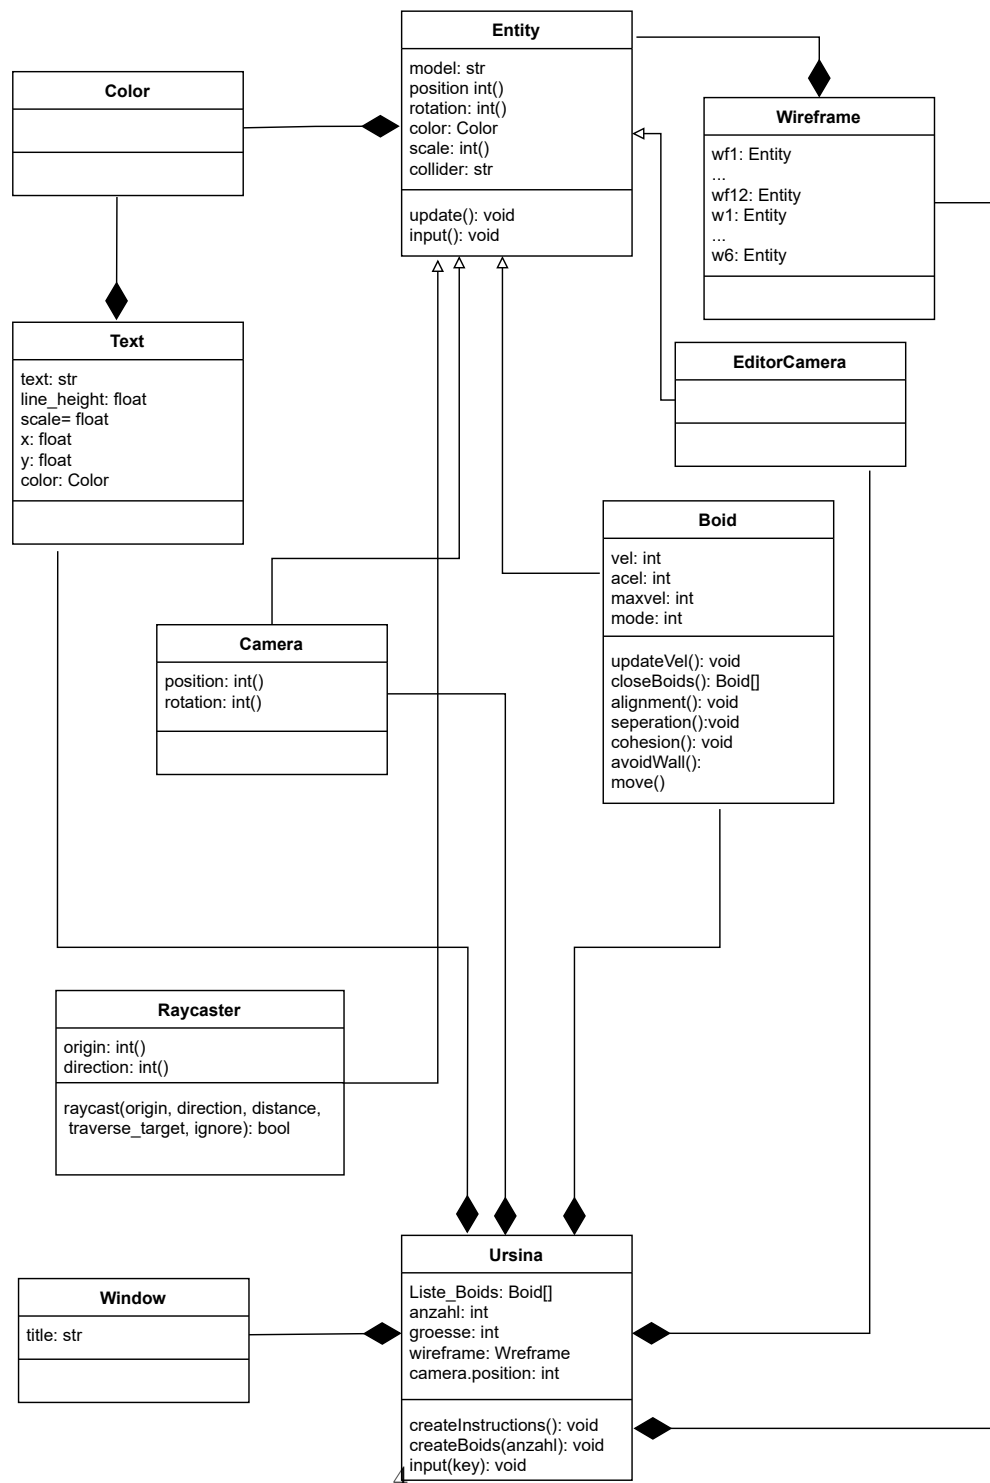 Entity
model: str
position int()
rotation: int()
color: Color
scale: int()
collider: str
update(): void
input(): void
Color
Wireframe
wf1: Entity
...
wf12: Entity
w1: Entity
...
w6: Entity
Text
text: str
line_height: float
scale= float
x: float
y: float
color: Color
EditorCamera
Boid
vel: int
acel: int
maxvel: int
mode: int
updateVel(): void
closeBoids(): Boid[]
alignment(): void
seperation():void
cohesion(): void
avoidWall():
move()
Camera
position: int()
rotation: int()
Raycaster
origin: int()
direction: int()
raycast(origin, direction, distance,
traverse_target, ignore): bool
Ursina
Liste_Boids: Boid[]
anzahl: int
groesse: int
wireframe: Wreframe
camera.position: int
createInstructions(): void
createBoids(anzahl): void
input(key): void
Window
title: str